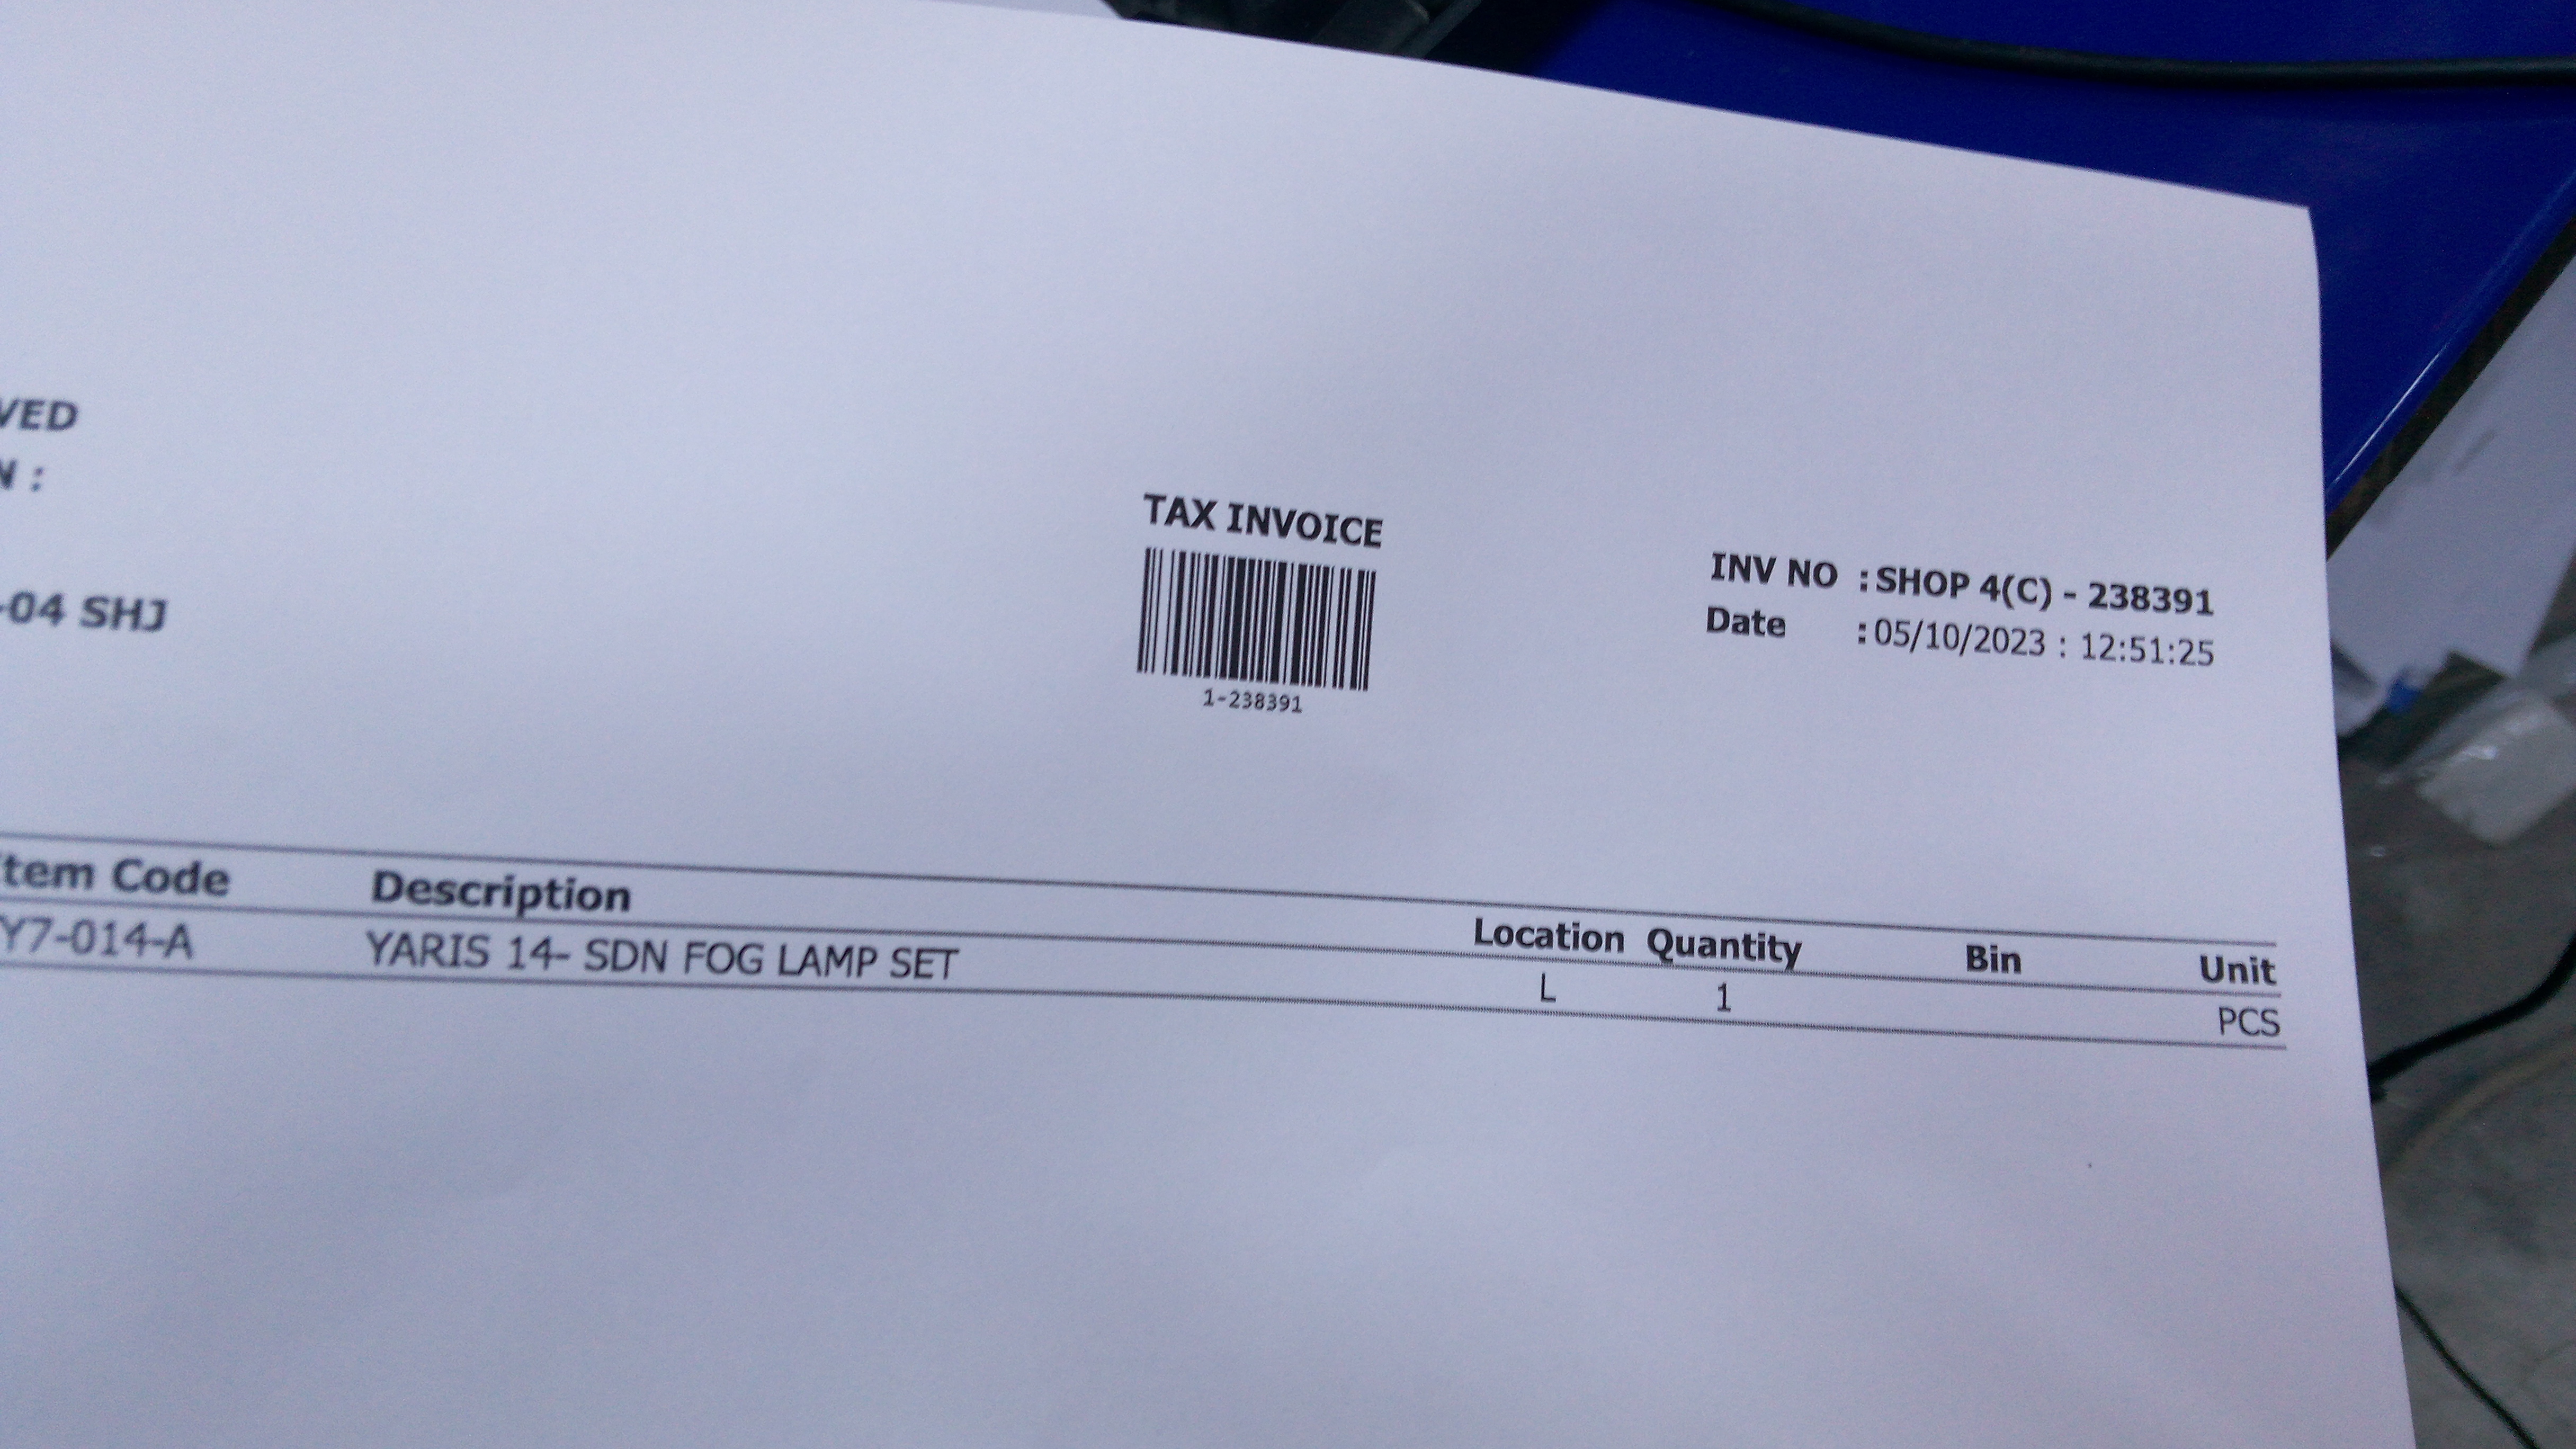 VED
N :
-04 SHJ
TAX INVOICE
1-238391
INV NO : SHOP 4(C) - 238391
Date : 05/10/2023 : 12:51:25
tem Code Description Location Quantity Bin Unit
Y7-014-A YARIS 14- SDN FOG LAMP SET L 1 PCS